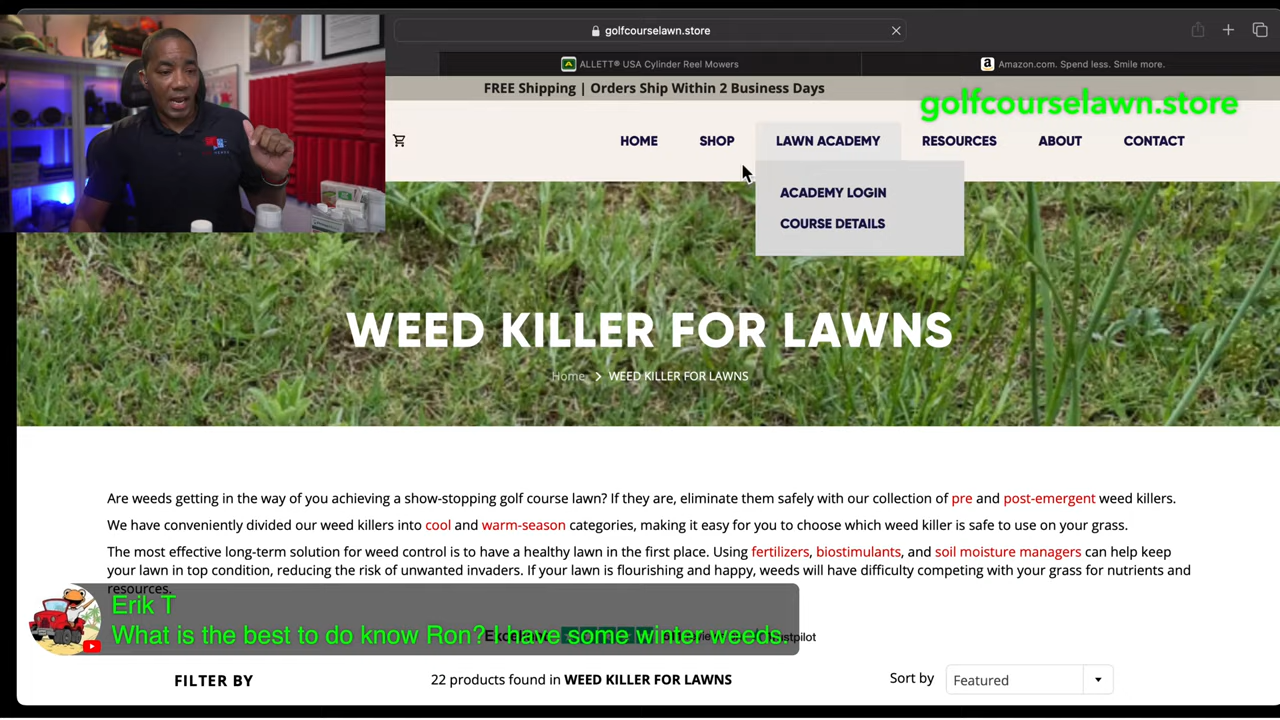 golfcourselawn.store
ALLETT® USA Cylinder Reel Mowers
Amazon.com. Spend less. Smile more.
FREE Shipping | Orders Ship Within 2 Business Days
golfcourselawn.store
HOME
SHOP
LAWN ACADEMY
RESOURCES
ABOUT
CONTACT
ACADEMY LOGIN
COURSE DETAILS
WEED KILLER FOR LAWNS
Home > WEED KILLER FOR LAWNS
Are weeds getting in the way of you achieving a show-stopping golf course lawn? If they are, eliminate them safely with our collection of pre and post-emergent weed killers.
We have conveniently divided our weed killers into cool and warm-season categories, making it easy for you to choose which weed killer is safe to use on your grass.
The most effective long-term solution for weed control is to have a healthy lawn in the first place. Using fertilizers, biostimulants, and soil moisture managers can help keep
your lawn in top condition, reducing the risk of unwanted invaders. If your lawn is flourishing and happy, weeds will have difficulty competing with your grass for nutrients and
resources.
Erik T
What is the best to do know Ron? I have some winter weeds.
FILTER BY
22 products found in WEED KILLER FOR LAWNS
Sort by
Featured